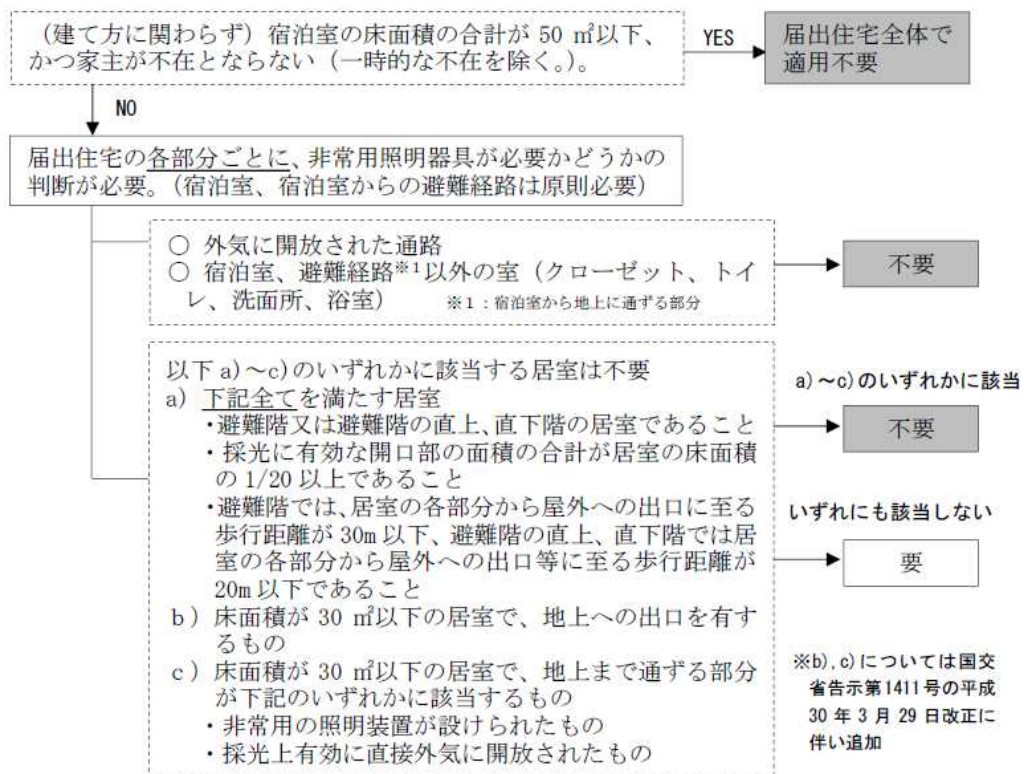 （建て方に関わらず）宿泊室の床面積の合計が 50 ㎡以下、
かつ家主が不在とならない（一時的な不在を除く。）。
YES
届出住宅全体で
適用不要
NO
届出住宅の各部分ごとに、非常用照明器具が必要かどうかの
判断が必要。（宿泊室、宿泊室からの避難経路は原則必要）
○ 外気に開放された通路
○ 宿泊室、避難経路※1以外の室（クローゼット、トイ
レ、洗面所、浴室）　※1：宿泊室から地上に通ずる部分
不要
以下 a)～c)のいずれかに該当する居室は不要
a) 下記全てを満たす居室
・避難階又は避難階の直上、直下階の居室であること
・採光に有効な開口部の面積の合計が居室の床面積
の 1/20 以上であること
・避難階では、居室の各部分から屋外への出口に至る
歩行距離が 30m 以下、避難階の直上、直下階では居
室の各部分から屋外への出口等に至る歩行距離が
20m 以下であること
b）床面積が 30 ㎡以下の居室で、地上への出口を有す
るもの
c）床面積が 30 ㎡以下の居室で、地上まで通ずる部分
が下記のいずれかに該当するもの
・非常用の照明装置が設けられたもの
・採光上有効に直接外気に開放されたもの
a)～c)のいずれかに該当
不要
いずれにも該当しない
要
※b),c)については国交
省告示第1411号の平成
30 年 3 月 29 日改正に
伴い追加